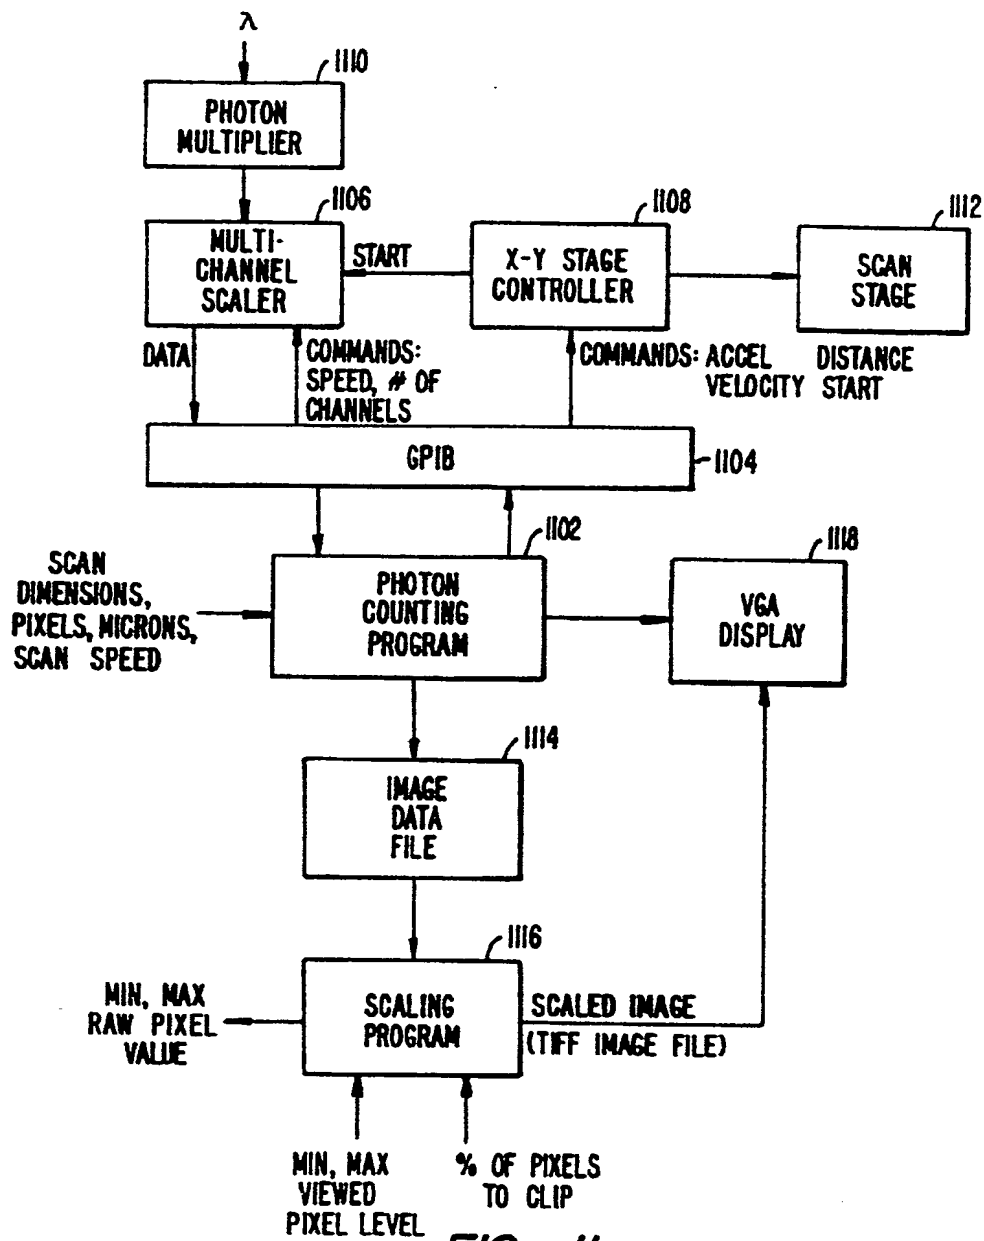 λ
1110
PHOTON
MULTIPLIER
1106
MULTI-
CHANNEL
SCALER
START
1108
X-Y STAGE
CONTROLLER
1112
SCAN
STAGE
DATA
COMMANDS:
SPEED, # OF
CHANNELS
COMMANDS: ACCEL DISTANCE
VELOCITY START
GPIB
1104
1102
PHOTON
COUNTING
PROGRAM
SCAN
DIMENSIONS,
PIXELS, MICRONS,
SCAN SPEED
1118
VGA
DISPLAY
1114
IMAGE
DATA
FILE
1116
SCALING
PROGRAM
MIN, MAX
RAW PIXEL
VALUE
SCALED IMAGE
(TIFF IMAGE FILE)
MIN, MAX
VIEWED
PIXEL LEVEL
% OF PIXELS
TO CLIP